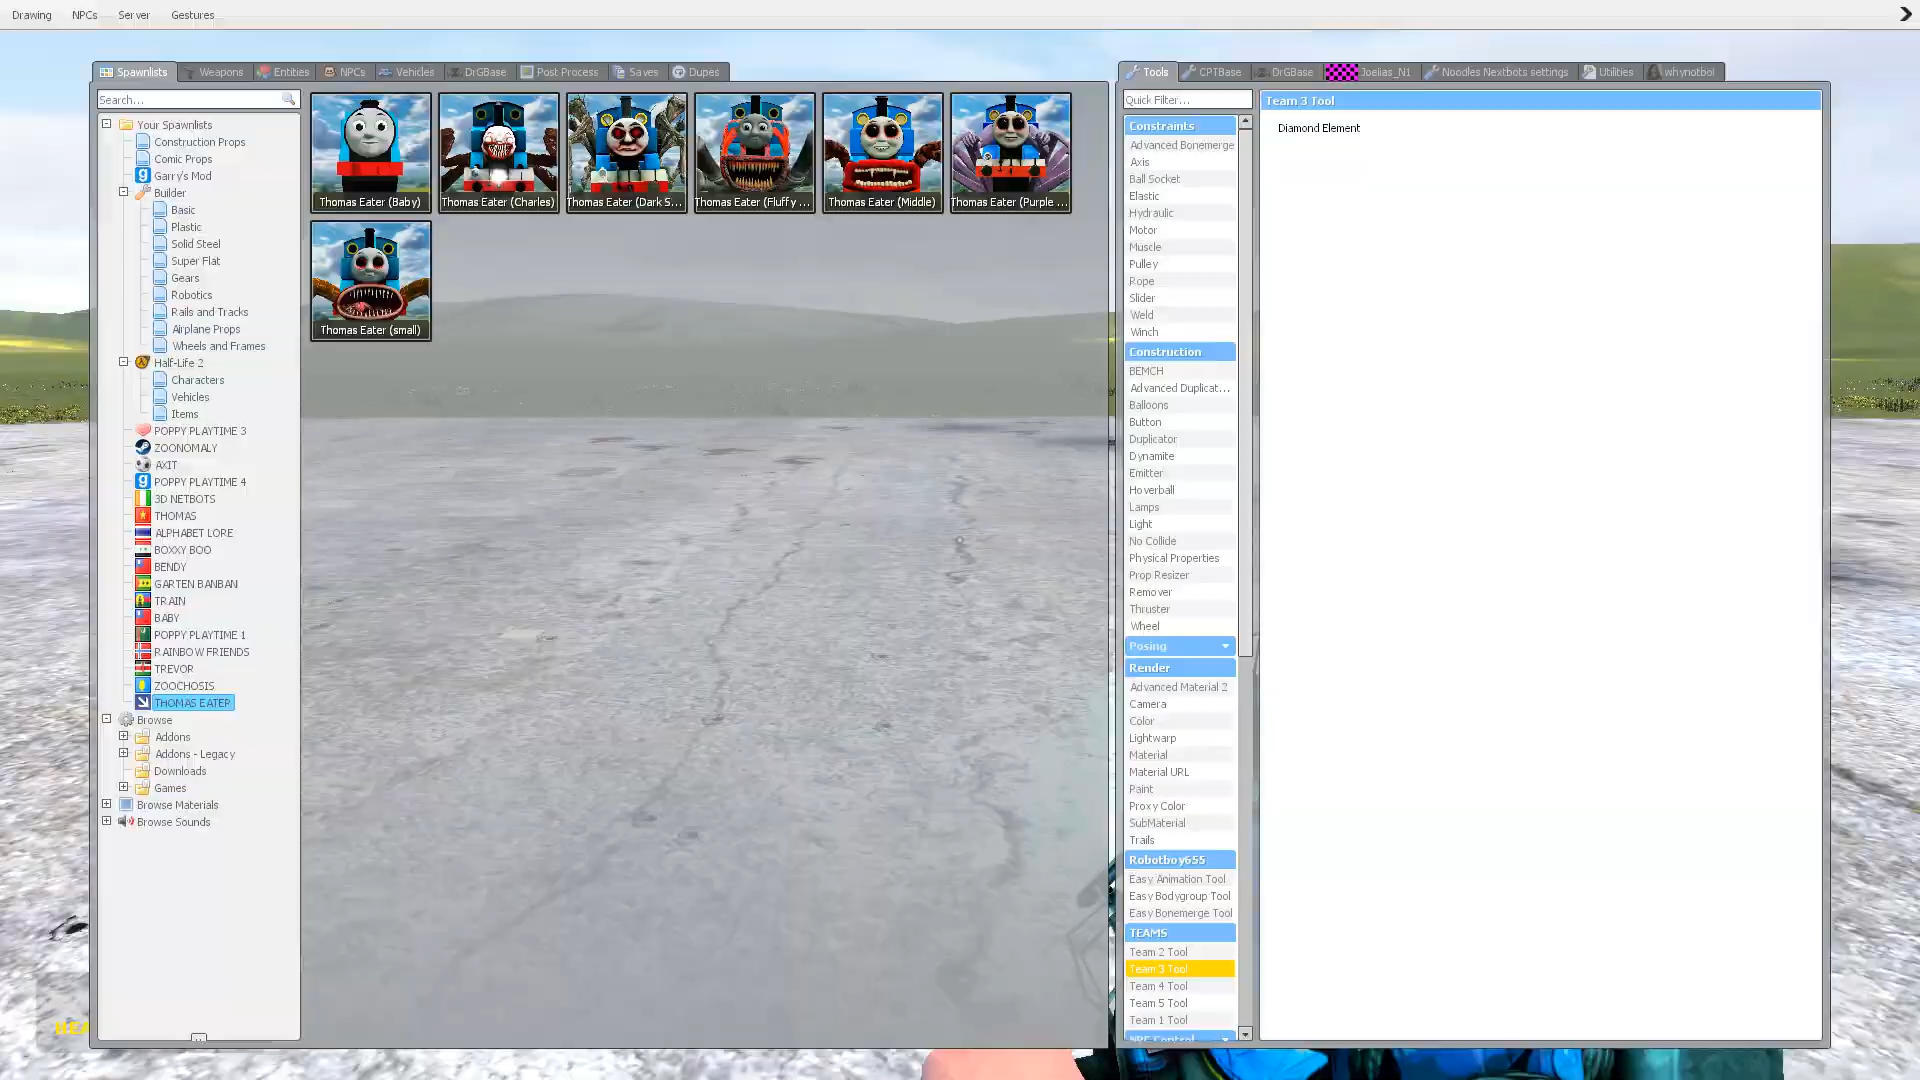 Drawing NPCs Server Gestures
Spawnlists Weapons Entities NPCs Vehicles DrGBase Post Process Saves Dupes
Search...
Your Spawnlists
Construction Props
Comic Props
Garry's Mod
Builder
Basic
Plastic
Solid Steel
Super Flat
Gears
Robotics
Rails and Tracks
Airplane Props
Wheels and Frames
Half-Life 2
Characters
Vehicles
Items
POPPY PLAYTIME 3
ZOONOMALY
AXIT
POPPY PLAYTIME 4
3D NETBOTS
THOMAS
ALPHABET LORE
BOXXY BOO
BENDY
GARTEN BANBAN
TRAIN
BABY
POPPY PLAYTIME 1
RAINBOW FRIENDS
TREVOR
ZOOCHOSIS
THOMAS EATER
Browse
Addons
Addons - Legacy
Downloads
Games
Browse Materials
Browse Sounds
Thomas Eater (Baby) Thomas Eater (Charles) Thomas Eater (Dark S... Thomas Eater (Fluffy ... Thomas Eater (Middle) Thomas Eater (Purple ...
Thomas Eater (small)
Tools CPTBase DrGBase Joelias_N1 Noodles Nextbots settings Utilities whynotbol
Quick Filter...
Constraints
Advanced Bonemerge
Axis
Ball Socket
Elastic
Hydraulic
Motor
Muscle
Pulley
Rope
Slider
Weld
Winch
Construction
BEMCH
Advanced Duplicat...
Balloons
Button
Duplicator
Dynamite
Emitter
Hoverball
Lamps
Light
No Collide
Physical Properties
Prop Resizer
Remover
Thruster
Wheel
Posing
Render
Advanced Material 2
Camera
Color
Lightwarp
Material
Material URL
Paint
Proxy Color
SubMaterial
Trails
Robotboy655
Easy Animation Tool
Easy Bodygroup Tool
Easy Bonemerge Tool
TEAMS
Team 2 Tool
Team 3 Tool
Team 4 Tool
Team 5 Tool
Team 1 Tool
Team 3 Tool
Diamond Element